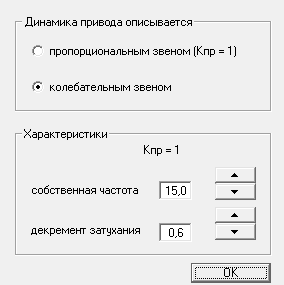 Динамика привода описывается
пропорциональным звеном (Кпр = 1)
колебательным звеном
Характеристики
Кпр = 1
собственная частота 15,0
декремент затухания 0,6
OK